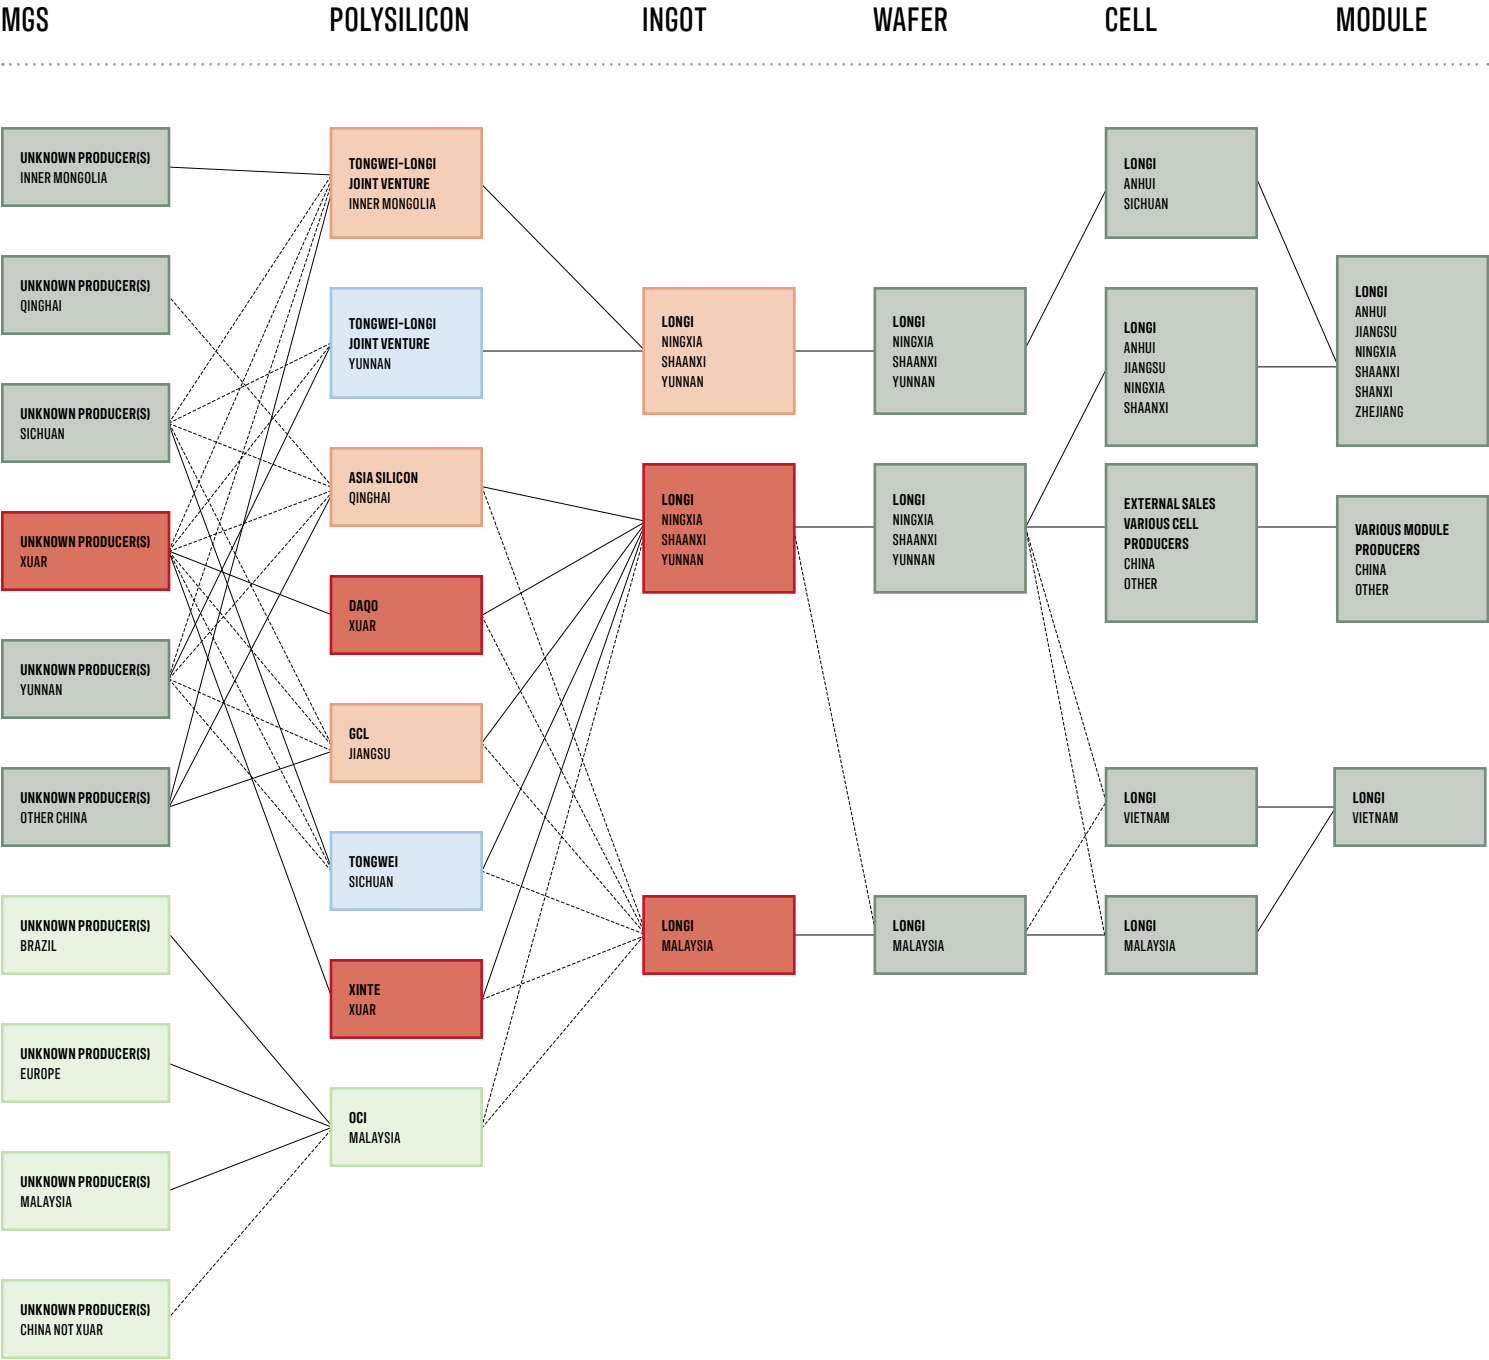 MGS
POLYSILICON
INGOT
WAFER
CELL
MODULE
UNKNOWN PRODUCER(S)
INNER MONGOLIA
UNKNOWN PRODUCER(S)
QINGHAI
UNKNOWN PRODUCER(S)
SICHUAN
UNKNOWN PRODUCER(S)
XUAR
UNKNOWN PRODUCER(S)
YUNNAN
UNKNOWN PRODUCER(S)
OTHER CHINA
UNKNOWN PRODUCER(S)
BRAZIL
UNKNOWN PRODUCER(S)
EUROPE
UNKNOWN PRODUCER(S)
MALAYSIA
UNKNOWN PRODUCER(S)
CHINA NOT XUAR
TONGWEI-LONGI
JOINT VENTURE
INNER MONGOLIA
TONGWEI-LONGI
JOINT VENTURE
YUNNAN
ASIA SILICON
QINGHAI
DAQO
XUAR
GCL
JIANGSU
TONGWEI
SICHUAN
XINTE
XUAR
OCI
MALAYSIA
LONGI
NINGXIA
SHAANXI
YUNNAN
LONGI
NINGXIA
SHAANXI
YUNNAN
LONGI
MALAYSIA
LONGI
NINGXIA
SHAANXI
YUNNAN
LONGI
NINGXIA
SHAANXI
YUNNAN
LONGI
MALAYSIA
LONGI
ANHUI
SICHUAN
LONGI
ANHUI
JIANGSU
NINGXIA
SHAANXI
EXTERNAL SALES
VARIOUS CELL
PRODUCERS
CHINA
OTHER
LONGI
VIETNAM
LONGI
MALAYSIA
LONGI
ANHUI
JIANGSU
NINGXIA
SHAANXI
SHANXI
ZHEJIANG
VARIOUS MODULE
PRODUCERS
CHINA
OTHER
LONGI
VIETNAM